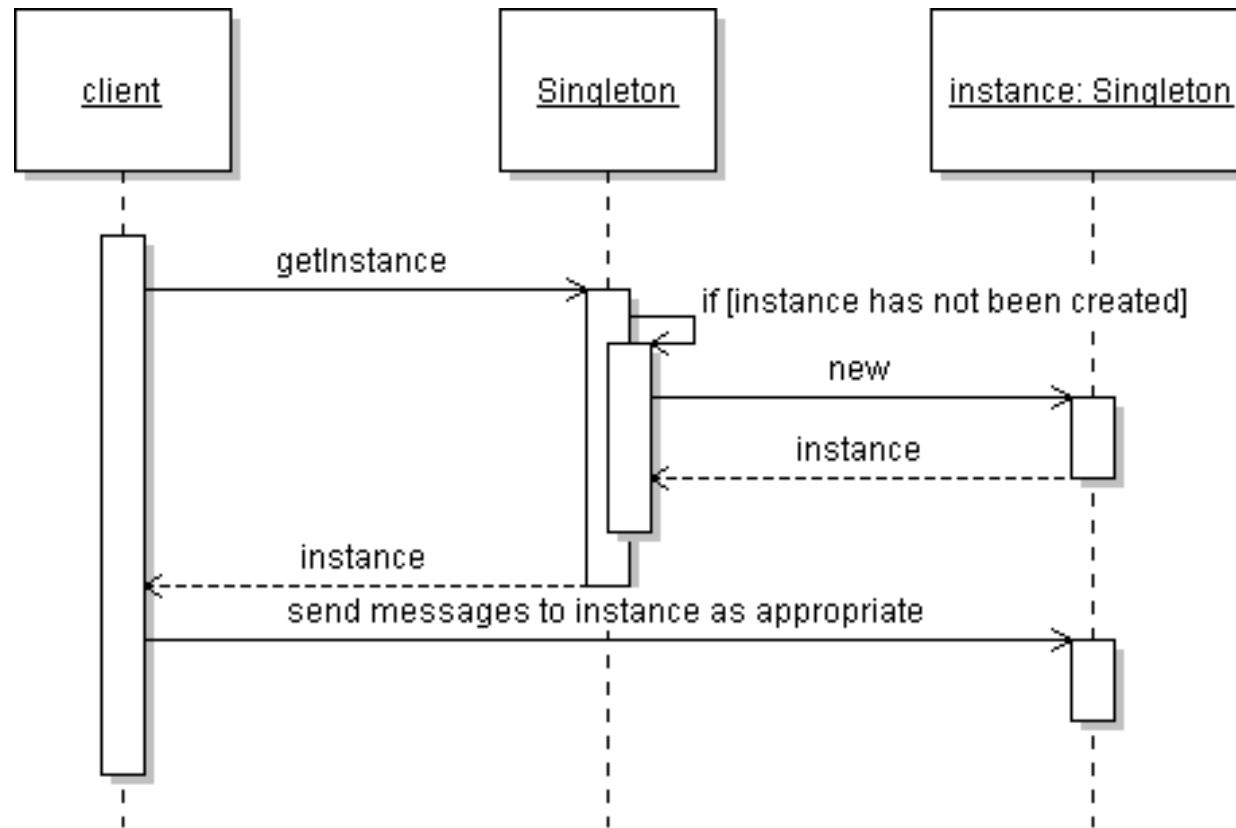 client
Singleton
instance: Singleton
getInstance
if [instance has not been created]
new
instance
instance
send messages to instance as appropriate